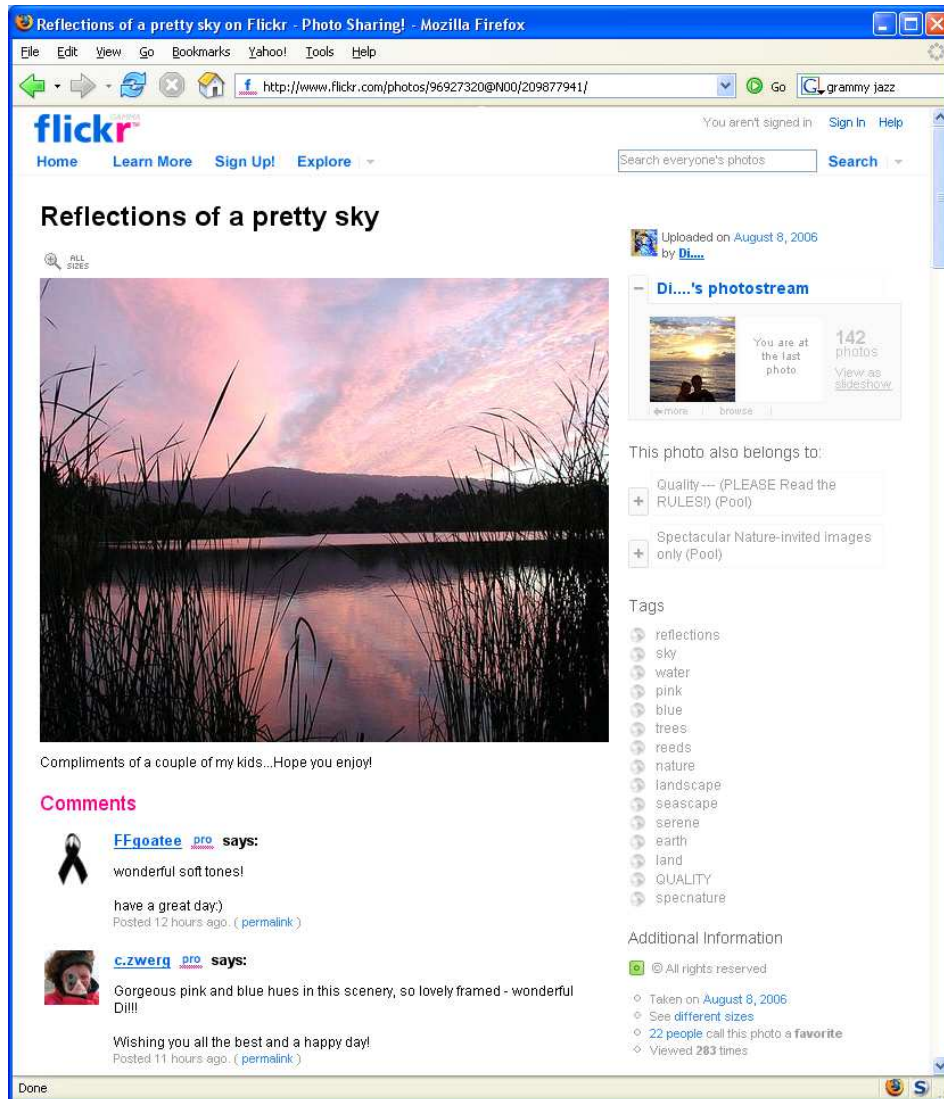 Reflections of a pretty sky on Flickr - Photo Sharing! - Mozilla Firefox
File Edit View Go Bookmarks Yahoo! Tools Help
http://www.flickr.com/photos/96927320@N00/209877941/ Go grammy jazz
flickr GAMMA
You aren't signed in Sign In Help
Home Learn More Sign Up! Explore Search everyone's photos Search
Reflections of a pretty sky
ALL
SIZES
Compliments of a couple of my kids...Hope you enjoy!
Comments
FFgoatee pro says:
wonderful soft tones!
have a great day:)
Posted 12 hours ago. ( permalink )
c.zwerg pro says:
Gorgeous pink and blue hues in this scenery, so lovely framed - wonderful
Di!!!
Wishing you all the best and a happy day!
Posted 11 hours ago. ( permalink )
Uploaded on August 8, 2006
by Di....
Di....'s photostream
You are at
the last
photo
142
photos
View as
slideshow
more browse
This photo also belongs to:
Quality --- (PLEASE Read the
RULES!) (Pool)
Spectacular Nature-invited images
only (Pool)
Tags
reflections
sky
water
pink
blue
trees
reeds
nature
landscape
seascape
serene
earth
land
QUALITY
specnature
Additional Information
© All rights reserved
Taken on August 8, 2006
See different sizes
22 people call this photo a favorite
Viewed 283 times
Done